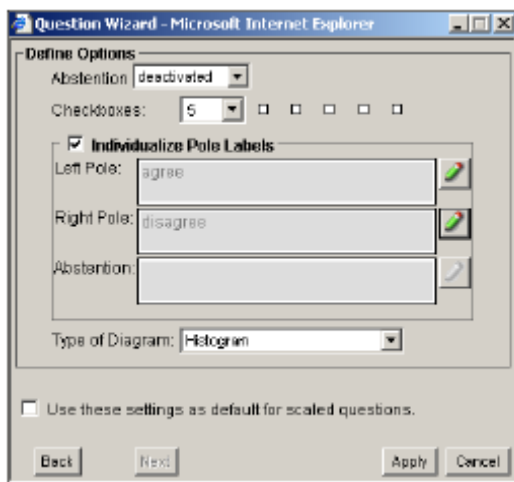 Question Wizard - Microsoft Internet Explorer
Define Options
Abstention deactivated
Checkboxes: 5
Individualize Pole Labels
Left Pole: agree
Right Pole: disagree
Abstention:
Type of Diagram: Histogram
Use these settings as default for scaled questions.
Back Next Apply Cancel